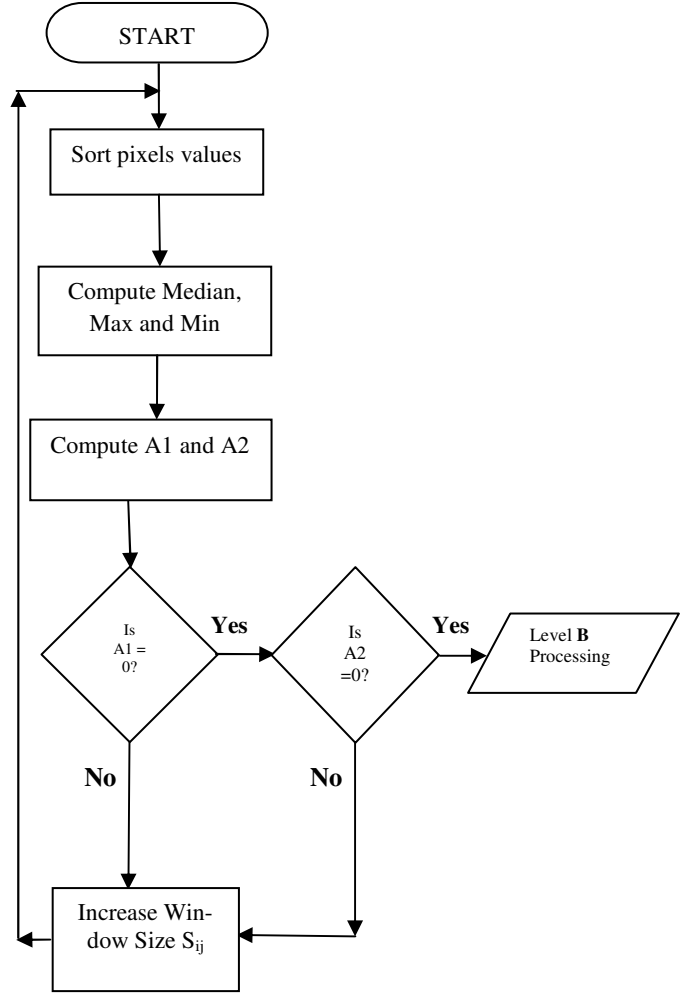 START
Sort pixels values
Compute Median,
Max and Min
Compute A1 and A2
Is
A1 =
0?
Yes
Is
A2
=0?
Yes
Level B
Processing
No
No
Increase Win-
dow Size Sij